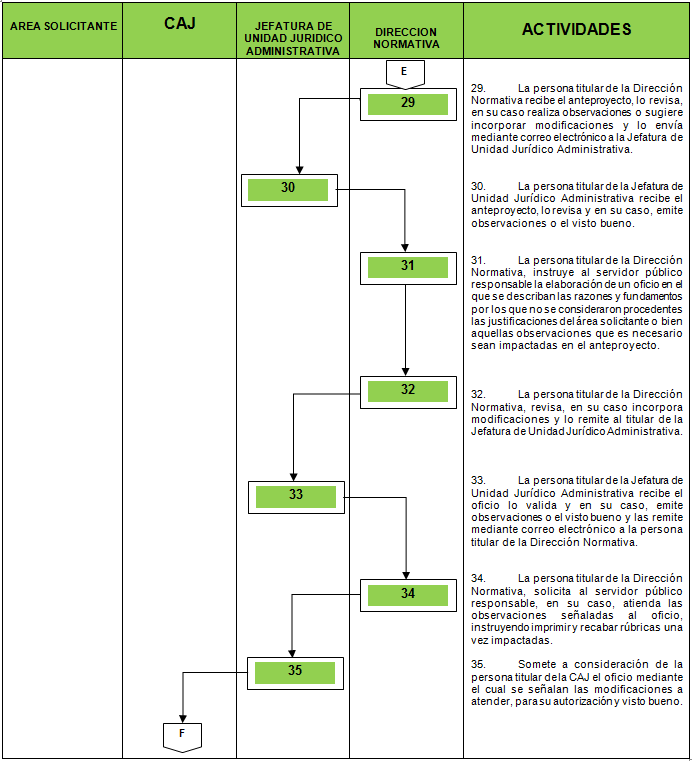 AREA SOLICITANTE
CAJ
JEFATURA DE
UNIDAD JURIDICO
ADMINISTRATIVA
DIRECCION
NORMATIVA
ACTIVIDADES
E
29
29. La persona titular de la Dirección
Normativa recibe el anteproyecto, lo revisa,
en su caso realiza observaciones o sugiere
incorporar modificaciones y lo envía
mediante correo electrónico a la Jefatura de
Unidad Jurídico Administrativa.
30
30. La persona titular de la Jefatura de
Unidad Jurídico Administrativa recibe el
anteproyecto, lo revisa y en su caso, emite
observaciones o el visto bueno.
31
31. La persona titular de la Dirección
Normativa, instruye al servidor público
responsable la elaboración de un oficio en el
que se describan las razones y fundamentos
por los que no se consideraron procedentes
las justificaciones del área solicitante o bien
aquellas observaciones que es necesario
sean impactadas en el anteproyecto.
32
32. La persona titular de la Dirección
Normativa, revisa, en su caso incorpora
modificaciones y lo remite al titular de la
Jefatura de Unidad Jurídico Administrativa.
33
33. La persona titular de la Jefatura de
Unidad Jurídico Administrativa recibe el
oficio lo valida y en su caso, emite
observaciones o el visto bueno y las remite
mediante correo electrónico a la persona
titular de la Dirección Normativa.
34
34. La persona titular de la Dirección
Normativa, solicita al servidor público
responsable, en su caso, atienda las
observaciones señaladas al oficio,
instruyendo imprimir y recabar rúbricas una
vez impactadas.
35
35. Somete a consideración de la
persona titular de la CAJ el oficio mediante
el cual se señalan las modificaciones a
atender, para su autorización y visto bueno.
F